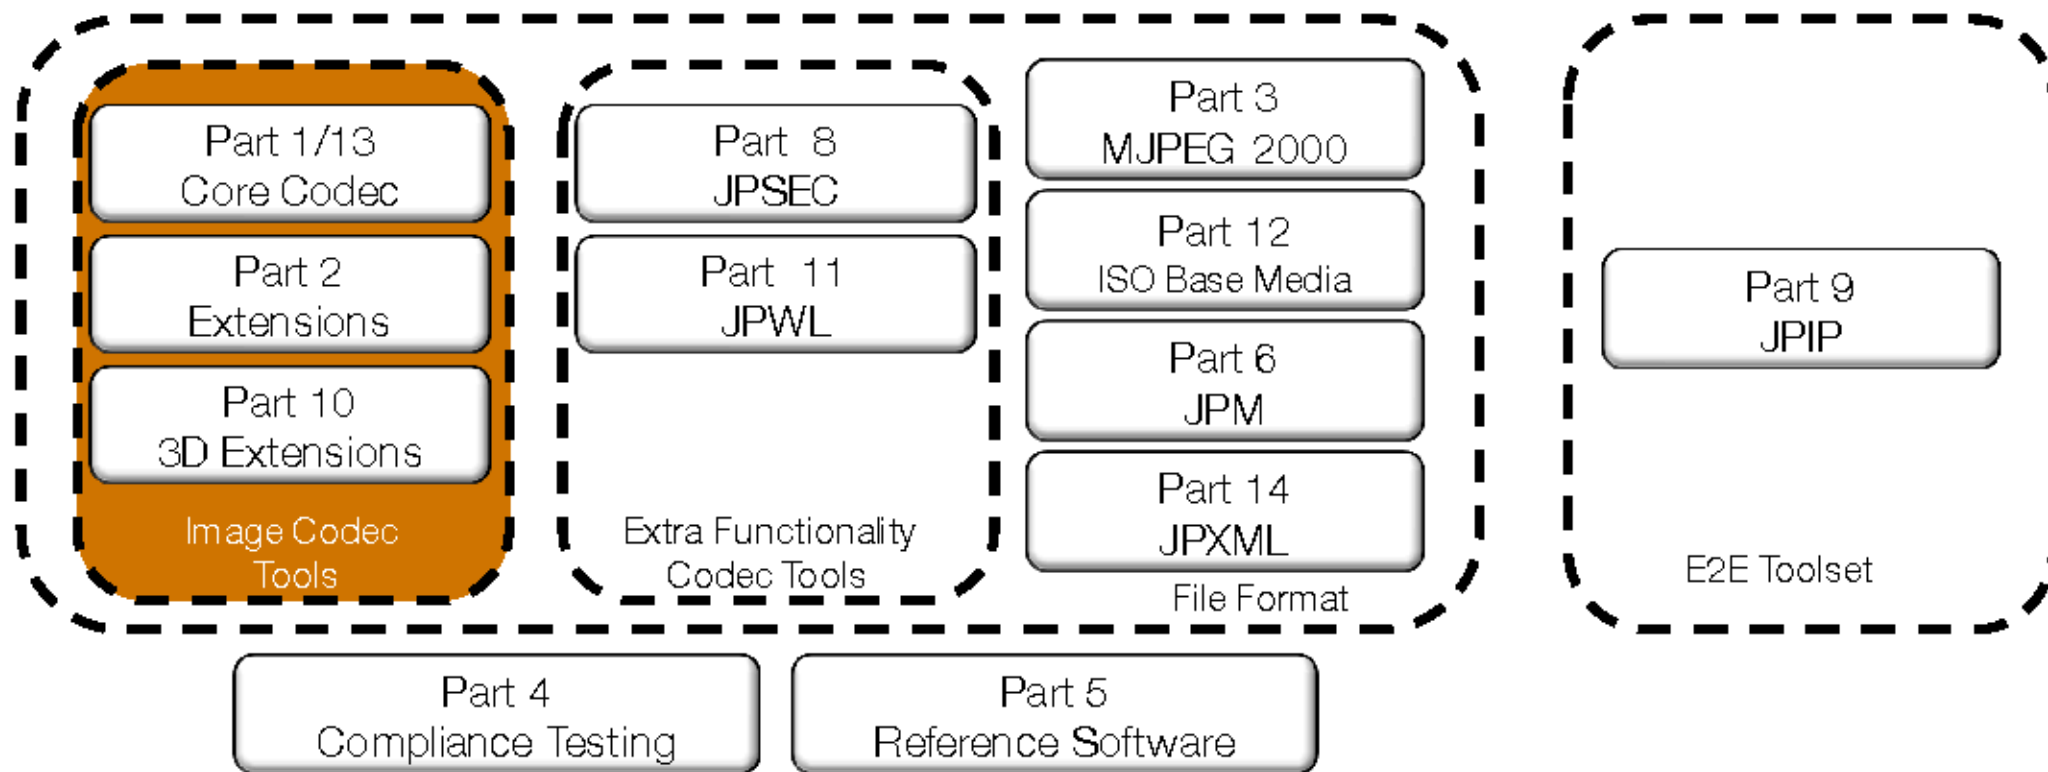 Part 1/13
Core Codec
Part 2
Extensions
Part 10
3D Extensions
Image Codec
Tools
Part 8
JPSEC
Part 11
JPWL
Extra Functionality
Codec Tools
Part 3
MJPEG 2000
Part 12
ISO Base Media
Part 6
JPM
Part 14
JPXML
File Format
Part 9
JPIP
E2E Toolset
Part 4
Compliance Testing
Part 5
Reference Software